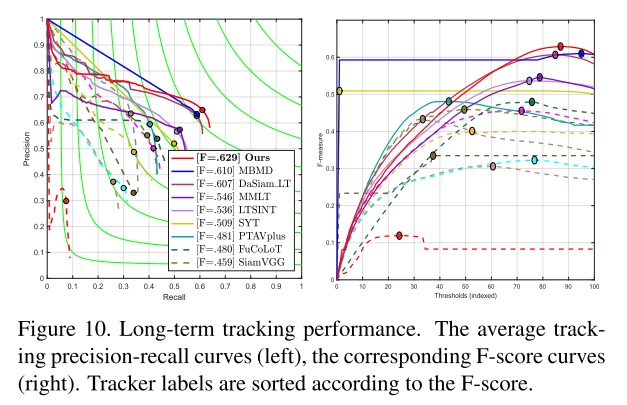 1
0.9
0.8
0.7
0.6
0.5
0.4
0.3
0.2
0.1
0
Precision
0 0.1 0.2 0.3 0.4 0.5 0.6 0.7 0.8 0.9 1
Recall
[F=.629] Ours
[F=.610] MBMD
[F=.607] DaSiam_LT
[F=.546] MMLT
[F=.536] LTSINT
[F=.509] SYT
[F=.481] PTAVplus
[F=.480] FuCoLoT
[F=.459] SiamVGG
0.7
0.6
0.5
0.4
0.3
0.2
0.1
0
F-measure
0 10 20 30 40 50 60 70 80 90 100
Thresholds (indexed)
Figure 10. Long-term tracking performance. The average track-
ing precision-recall curves (left), the corresponding F-score curves
(right). Tracker labels are sorted according to the F-score.